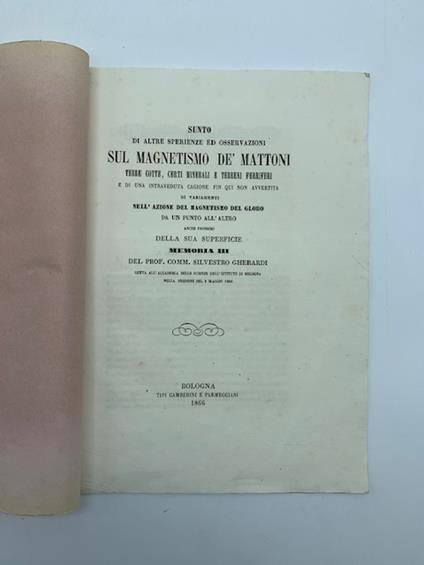 SUNTO
DI ALTRE SPERIENZE ED OSSERVAZIONI
SUL MAGNETISMO DE' MATTONI
TERRE COTTE, CERTI MINERALI E TERRENI FERRIFERI
E DI UNA INTRAVEDUTA CAGIONE FIN QUI NON AVVERTITA
DI VARIAMENTI
NELL'AZIONE DEL MAGNETISMO DEL GLOBO
DA UN PUNTO ALL'ALTRO
ANCHE PROSSIMO
DELLA SUA SUPERFICIE
MEMORIA III
DEL PROF. COMM. SILVESTRO GHERARDI
LETTA ALL'ACCADEMIA DELLE SCIENZE DELL'ISTITUTO DI BOLOGNA
NELLA SESSIONE DEL MAGGIO
BOLOGNA
TIPI GAMBERINI E PARMEGGIANI
1866